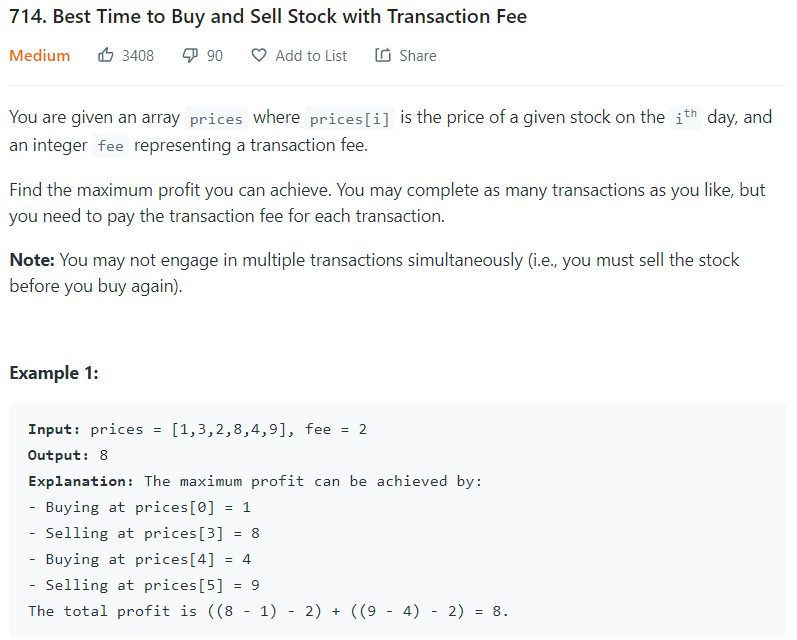 714. Best Time to Buy and Sell Stock with Transaction Fee
Medium 3408 90 Add to List Share
You are given an array prices where prices[i] is the price of a given stock on the ith day, and
an integer fee representing a transaction fee.
Find the maximum profit you can achieve. You may complete as many transactions as you like, but
you need to pay the transaction fee for each transaction.
Note: You may not engage in multiple transactions simultaneously (i.e., you must sell the stock
before you buy again).
Example 1:
Input: prices = [1,3,2,8,4,9], fee = 2
Output: 8
Explanation: The maximum profit can be achieved by:
- Buying at prices[0] = 1
- Selling at prices[3] = 8
- Buying at prices[4] = 4
- Selling at prices[5] = 9
The total profit is ((8 - 1) - 2) + ((9 - 4) - 2) = 8.